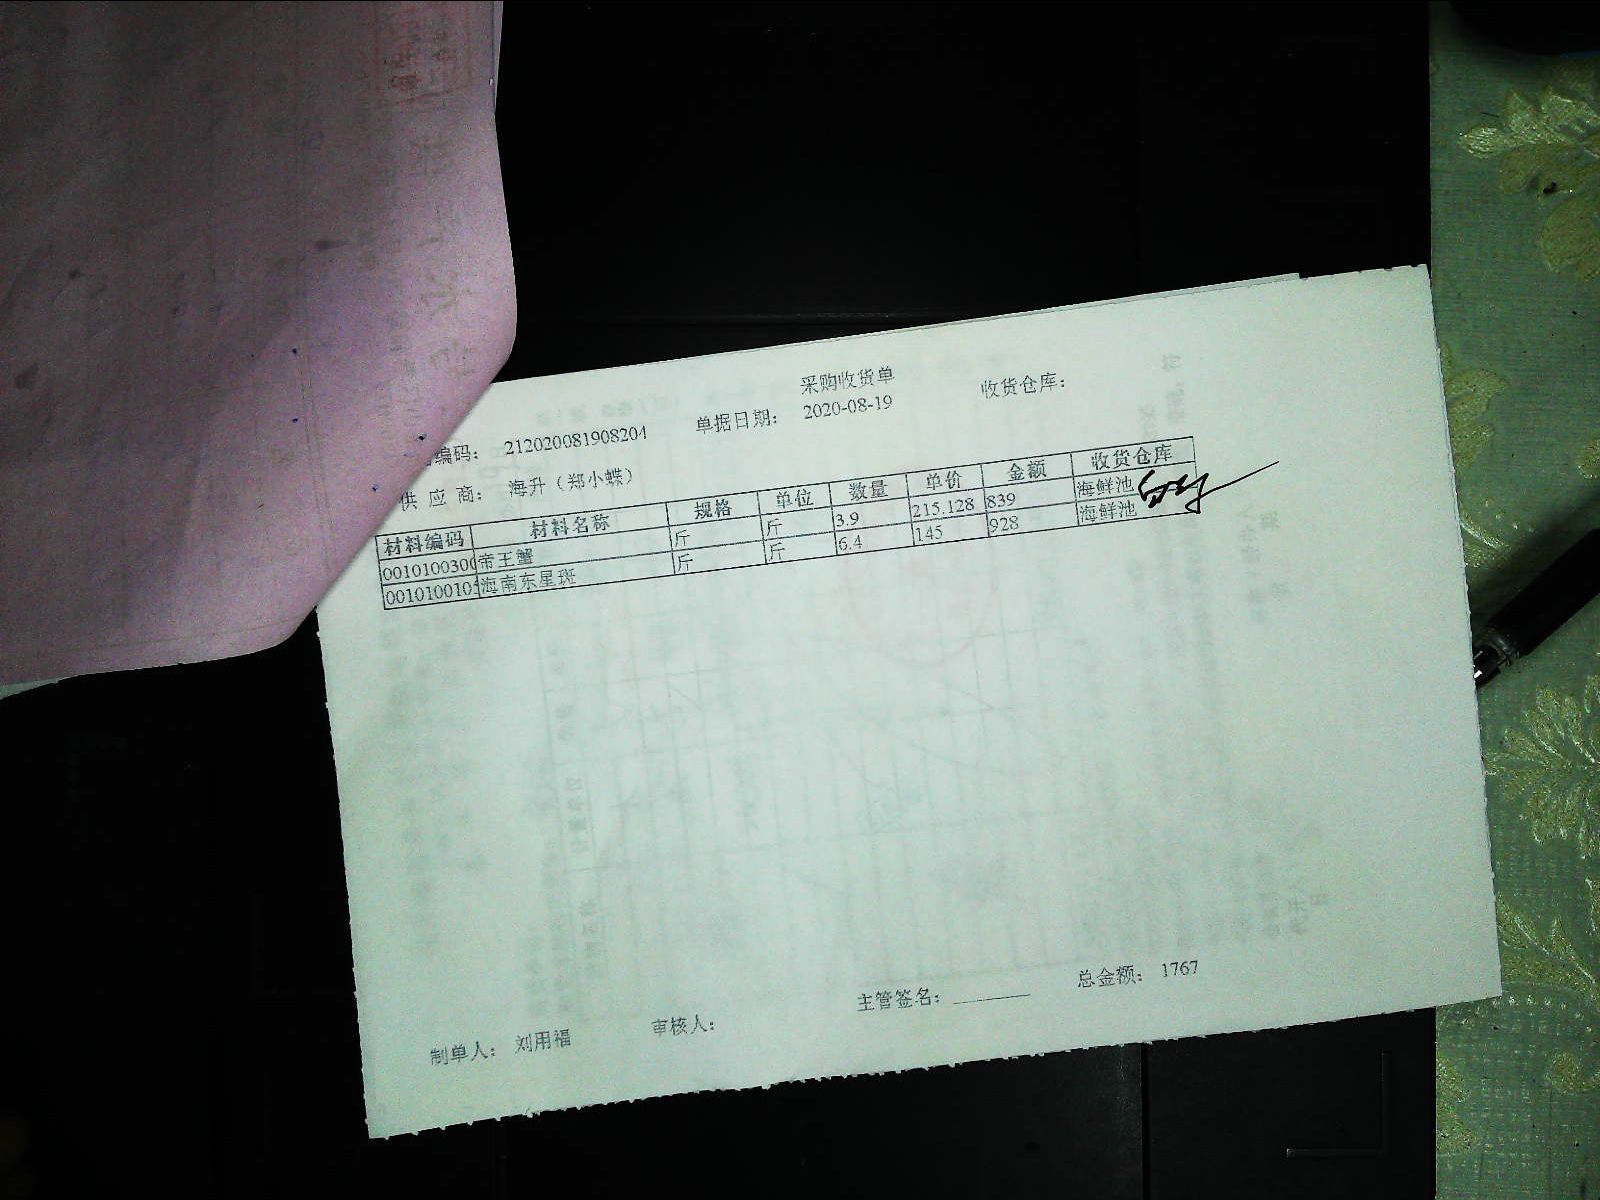 采购收货单
编码： 212020081908204 单据日期： 2020-08-19 收货仓库：
供 应 商： 海升（郑小蝶）
材料编码 材料名称 规格 单位 数量 单价 金额 收货仓库
0010100300 帝王蟹 斤 斤 3.9 215.128 839 海鲜池
001010010 海南东星斑 斤 斤 6.4 145 928 海鲜池
制单人： 刘用福 审核人： 主管签名： 总金额： 1767